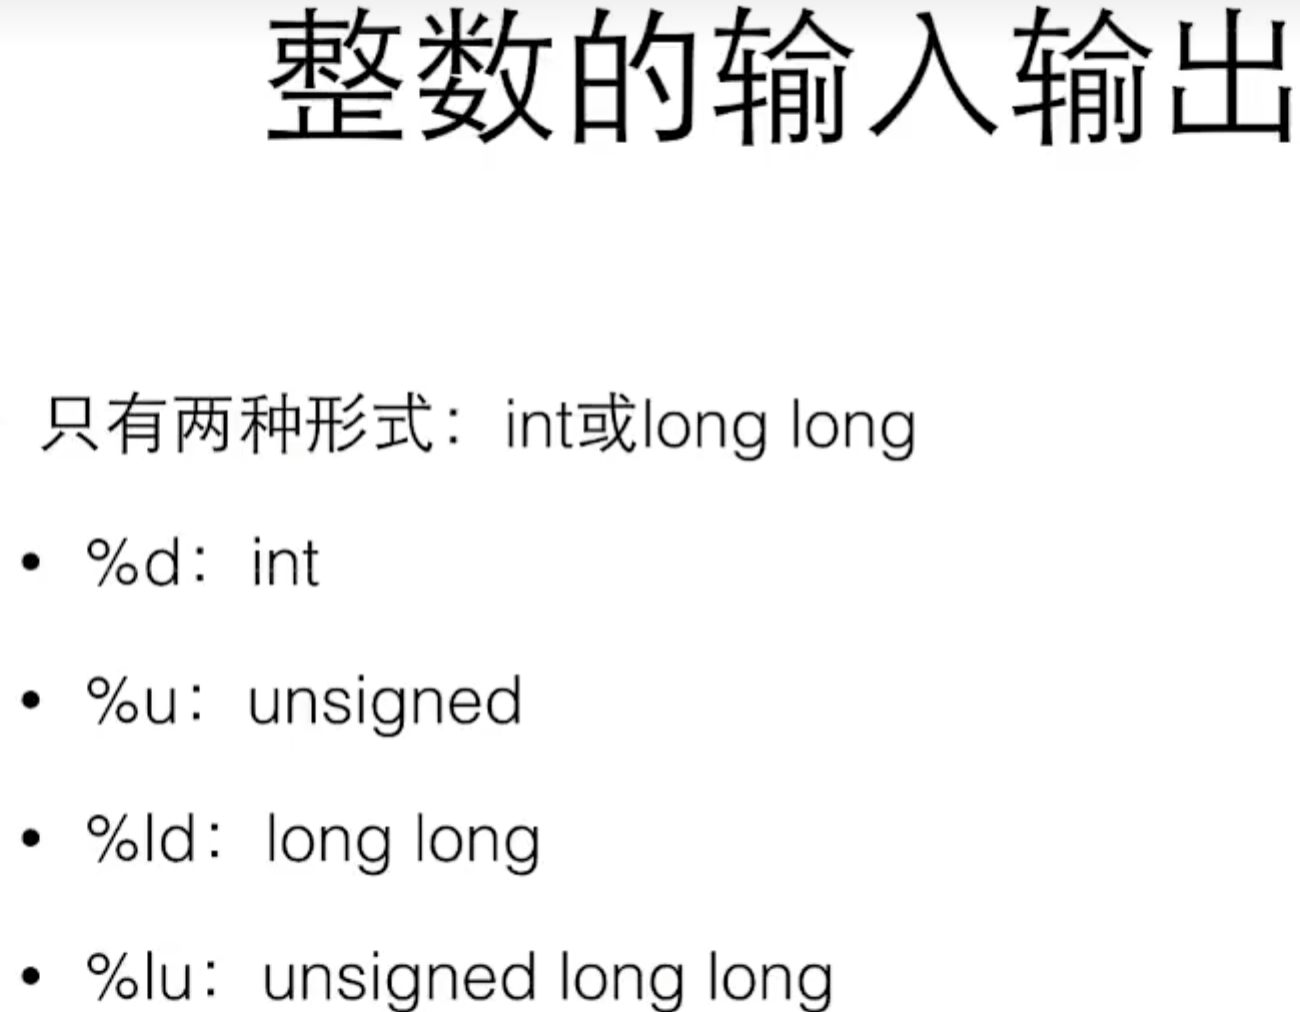 整数的输入输出
只有两种形式：int或long long
• %d：int
• %u：unsigned
• %ld：long long
• %lu：unsigned long long